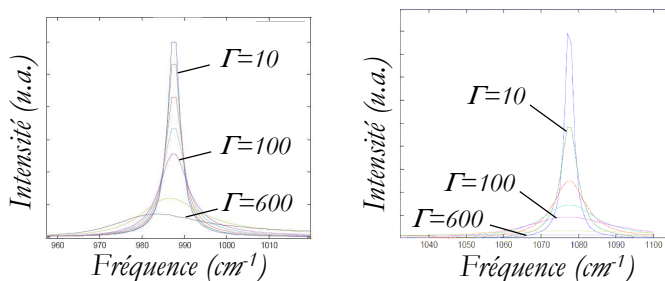 Intensité (u.a.)
Γ=10
Γ=100
Γ=600
960 970 980 990 1000 1010
Fréquence (cm-1)
Intensité (u.a.)
Γ=10
Γ=100
Γ=600
1040 1050 1060 1070 1080 1090 1100
Fréquence (cm-1)